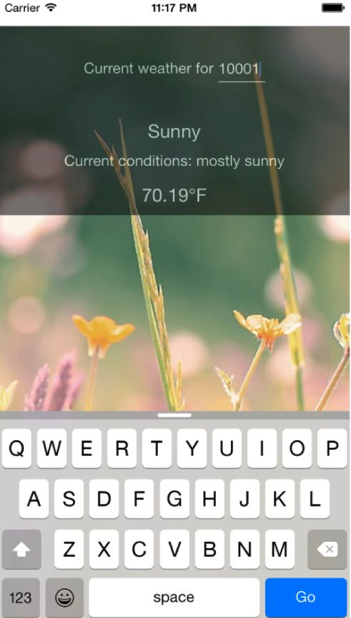 Carrier 11:17 PM
Current weather for 10001
Sunny
Current conditions: mostly sunny
70.19°F
Q W E R T Y U I O P
A S D F G H J K L
Z X C V B N M
123 space Go